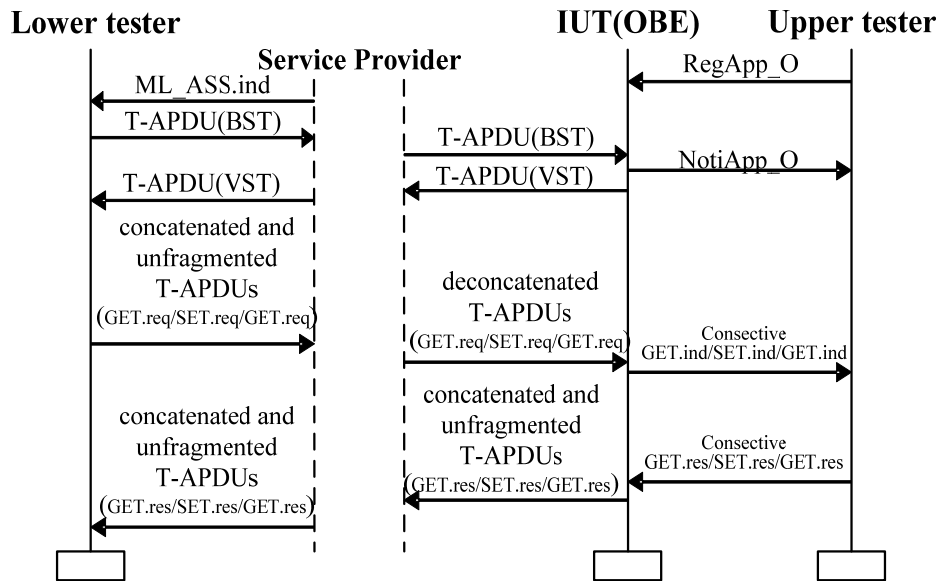 Lower tester
Service Provider
IUT(OBE)
Upper tester
RegApp_O
ML_ASS.ind
T-APDU(BST)
T-APDU(BST)
NotiApp_O
T-APDU(VST)
T-APDU(VST)
concatenated and
unfragmented
T-APDUs
(GET.req/SET.req/GET.req)
deconcatenated
T-APDUs
(GET.req/SET.req/GET.req)
Consective
GET.ind/SET.ind/GET.ind
concatenated and
unfragmented
T-APDUs
(GET.res/SET.res/GET.res)
Consective
GET.res/SET.res/GET.res
concatenated and
unfragmented
T-APDUs
(GET.res/SET.res/GET.res)